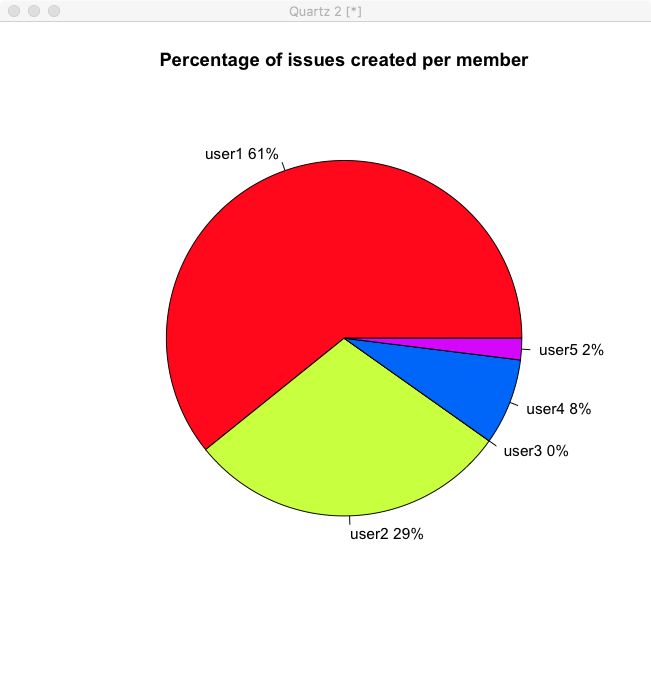 Quartz 2 [*]
Percentage of issues created per member
user1 61%
user5 2%
user4 8%
user3 0%
user2 29%